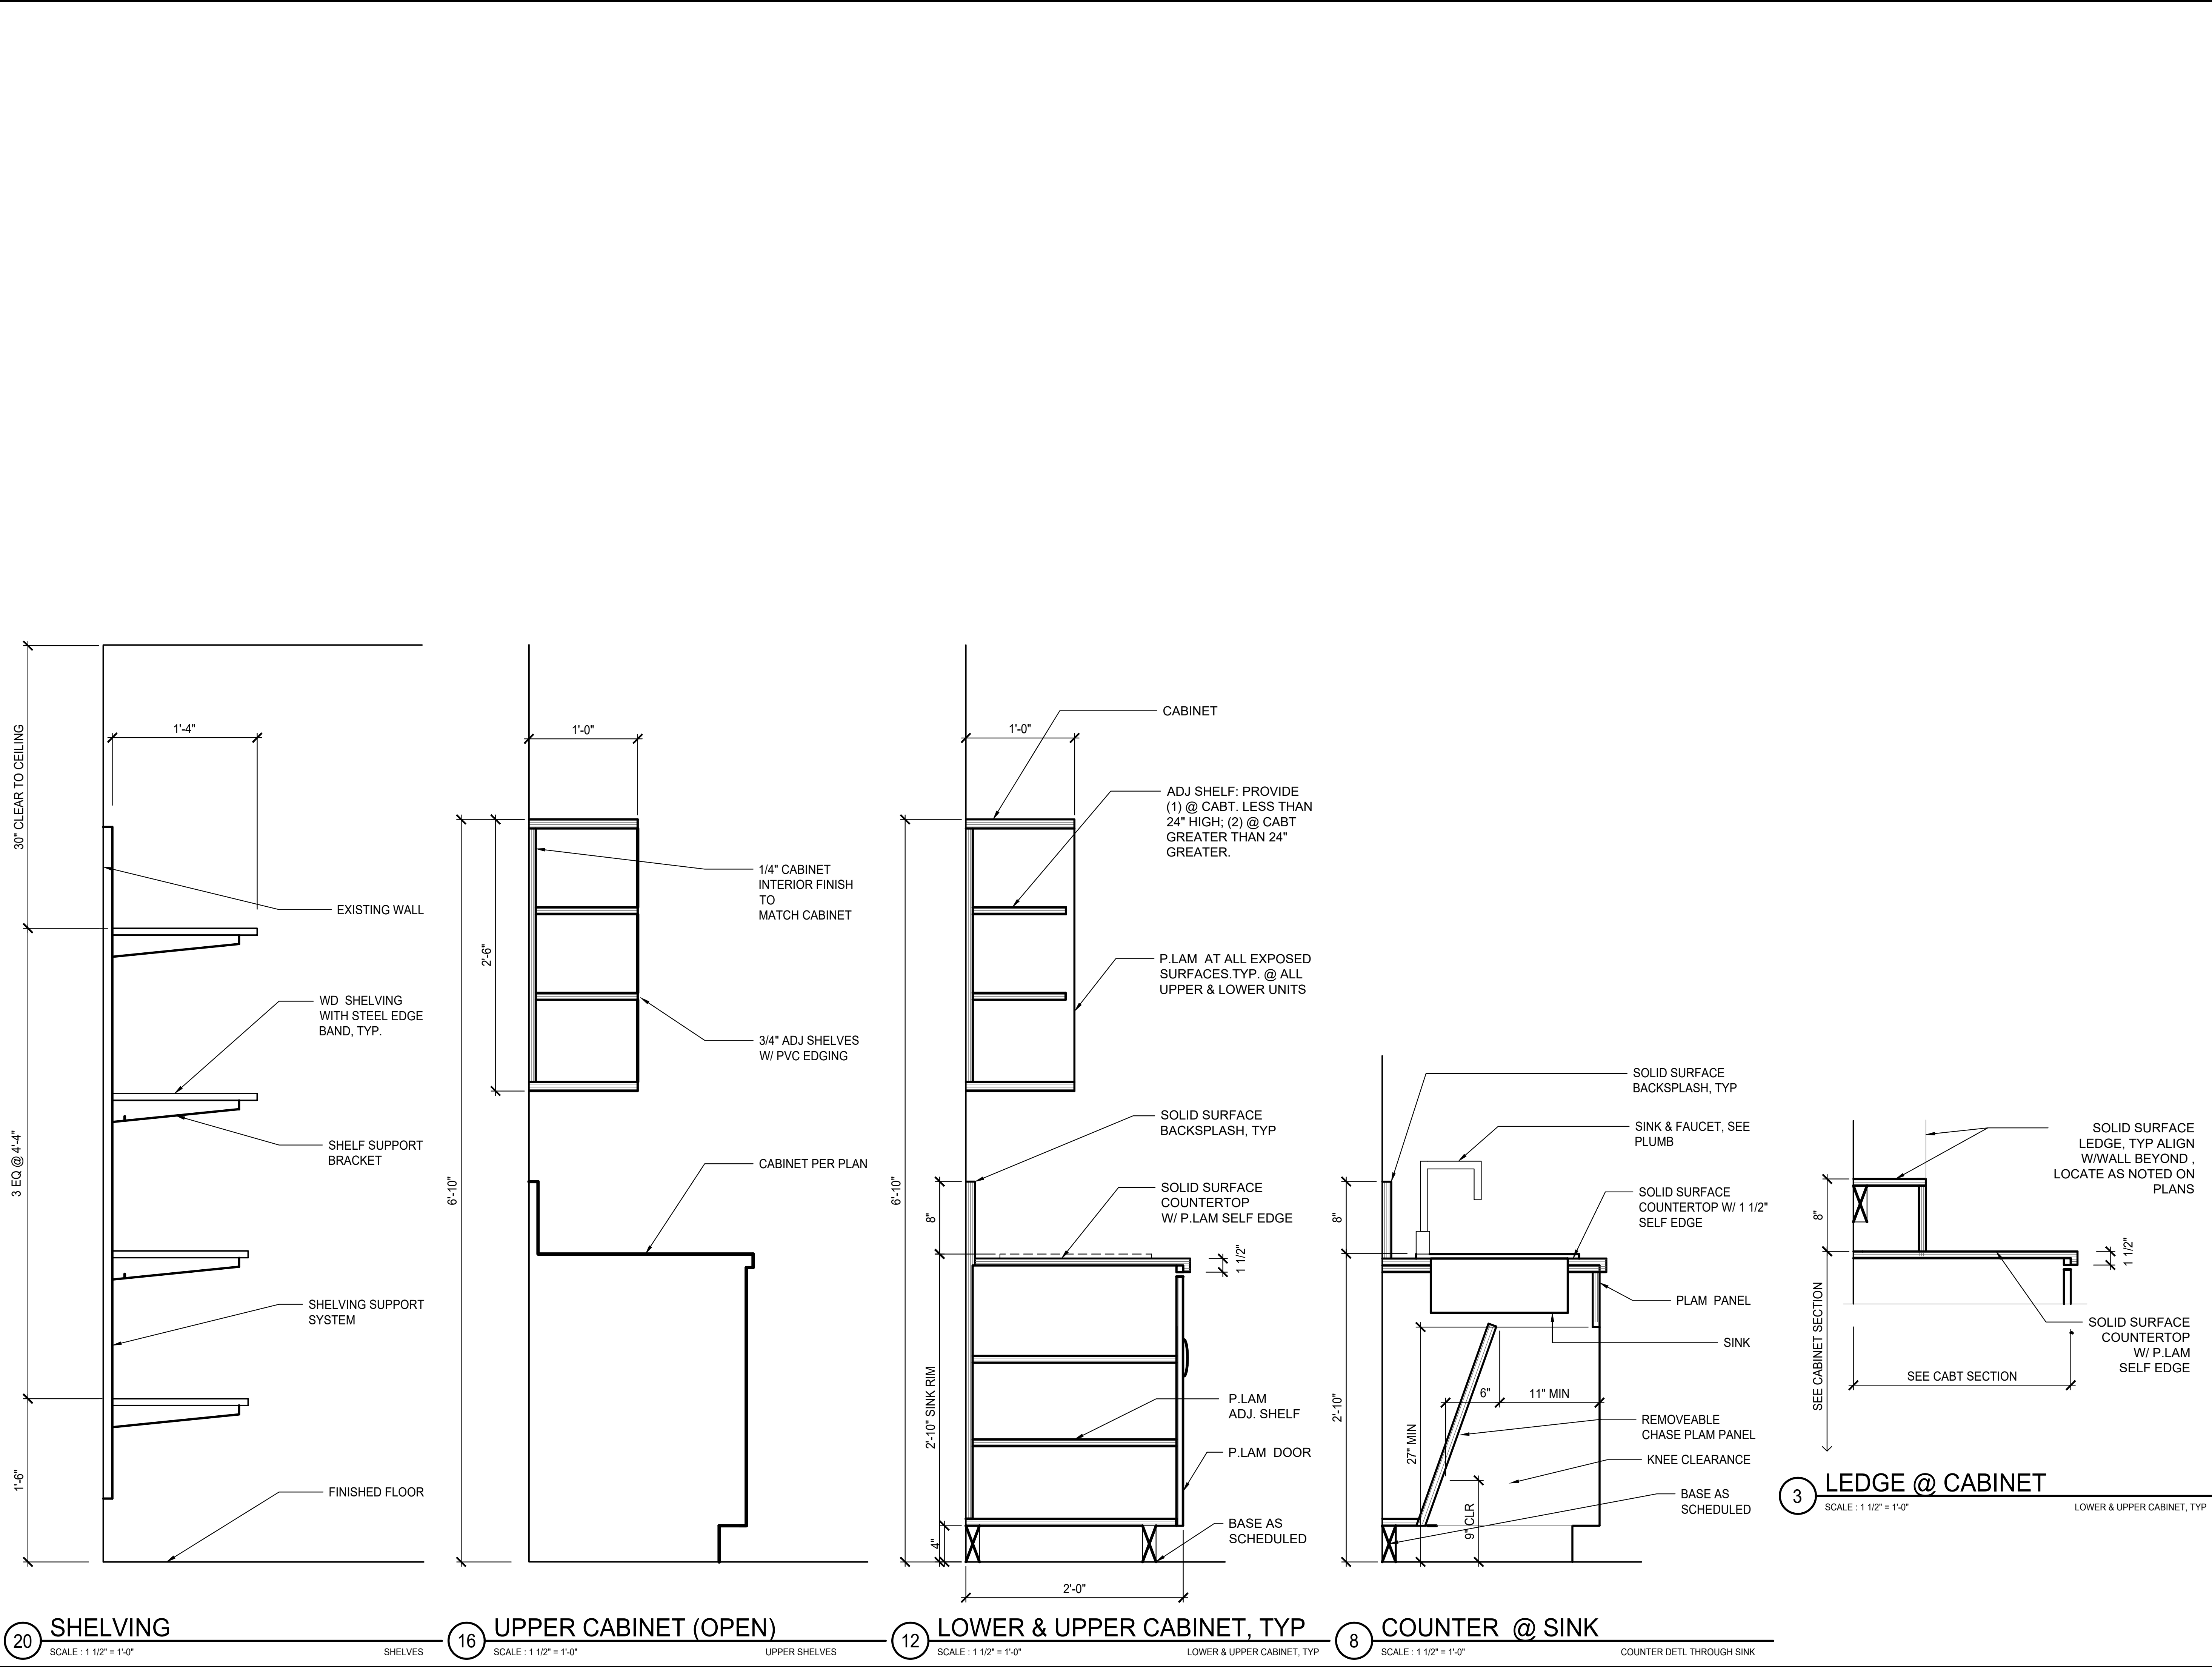 30" CLEAR TO CEILING
1'-4"
EXISTING WALL
WD SHELVING
WITH STEEL EDGE
BAND, TYP.
3 EQ @ 4'-4"
SHELF SUPPORT
BRACKET
SHELVING SUPPORT
SYSTEM
1'-6"
FINISHED FLOOR
20
SHELVING
SCALE : 1 1/2" = 1'-0"
SHELVES
1'-0"
1/4" CABINET
INTERIOR FINISH
TO
MATCH CABINET
2'-6"
3/4" ADJ SHELVES
W/ PVC EDGING
CABINET PER PLAN
6'-10"
16
UPPER CABINET (OPEN)
SCALE : 1 1/2" = 1'-0"
UPPER SHELVES
CABINET
1'-0"
ADJ SHELF: PROVIDE
(1) @ CABT. LESS THAN
24" HIGH; (2) @ CABT
GREATER THAN 24"
GREATER.
P.LAM AT ALL EXPOSED
SURFACES.TYP. @ ALL
UPPER & LOWER UNITS
SOLID SURFACE
BACKSPLASH, TYP
6'-10"
8"
SOLID SURFACE
COUNTERTOP
W/ P.LAM SELF EDGE
1 1/2"
2'-10" SINK RIM
P.LAM
ADJ. SHELF
P.LAM DOOR
4"
BASE AS
SCHEDULED
2'-0"
12
LOWER & UPPER CABINET, TYP
SCALE : 1 1/2" = 1'-0"
LOWER & UPPER CABINET, TYP
SOLID SURFACE
BACKSPLASH, TYP
SINK & FAUCET, SEE
PLUMB
8"
SOLID SURFACE
COUNTERTOP W/ 1 1/2"
SELF EDGE
PLAM PANEL
SINK
2'-10"
27" MIN
6"
11" MIN
REMOVEABLE
CHASE PLAM PANEL
KNEE CLEARANCE
9" CLR
BASE AS
SCHEDULED
8
COUNTER @ SINK
SCALE : 1 1/2" = 1'-0"
COUNTER DETL THROUGH SINK
SOLID SURFACE
LEDGE, TYP ALIGN
W/WALL BEYOND ,
LOCATE AS NOTED ON
PLANS
8"
1 1/2"
SEE CABINET SECTION
SOLID SURFACE
COUNTERTOP
W/ P.LAM
SELF EDGE
SEE CABT SECTION
3
LEDGE @ CABINET
SCALE : 1 1/2" = 1'-0"
LOWER & UPPER CABINET, TYP